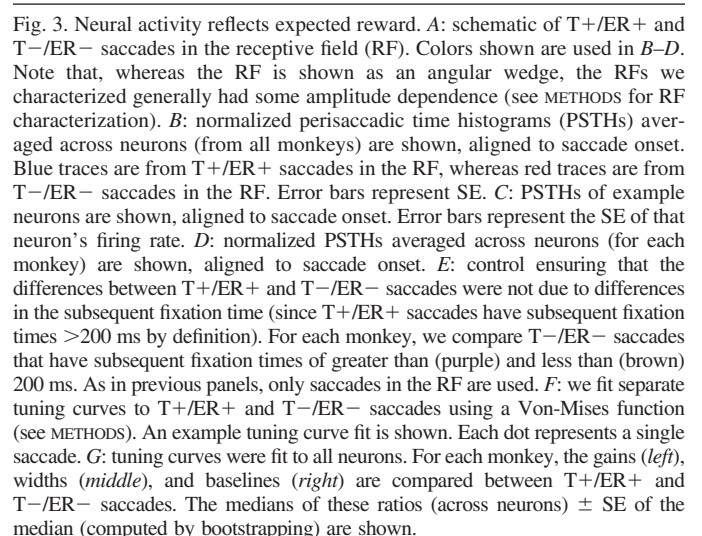 Fig. 3. Neural activity reflects expected reward. A: schematic of T+/ER+ and
T−/ER− saccades in the receptive field (RF). Colors shown are used in B–D.
Note that, whereas the RF is shown as an angular wedge, the RFs we
characterized generally had some amplitude dependence (see METHODS for RF
characterization). B: normalized perisaccadic time histograms (PSTHs) aver-
aged across neurons (from all monkeys) are shown, aligned to saccade onset.
Blue traces are from T+/ER+ saccades in the RF, whereas red traces are from
T−/ER− saccades in the RF. Error bars represent SE. C: PSTHs of example
neurons are shown, aligned to saccade onset. Error bars represent the SE of that
neuron's firing rate. D: normalized PSTHs averaged across neurons (for each
monkey) are shown, aligned to saccade onset. E: control ensuring that the
differences between T+/ER+ and T−/ER− saccades were not due to differences
in the subsequent fixation time (since T+/ER+ saccades have subsequent fixation
times >200 ms by definition). For each monkey, we compare T−/ER− saccades
that have subsequent fixation times of greater than (purple) and less than (brown)
200 ms. As in previous panels, only saccades in the RF are used. F: we fit separate
tuning curves to T+/ER+ and T−/ER− saccades using a Von-Mises function
(see METHODS). An example tuning curve fit is shown. Each dot represents a single
saccade. G: tuning curves were fit to all neurons. For each monkey, the gains (left),
widths (middle), and baselines (right) are compared between T+/ER+ and
T−/ER− saccades. The medians of these ratios (across neurons) ± SE of the
median (computed by bootstrapping) are shown.